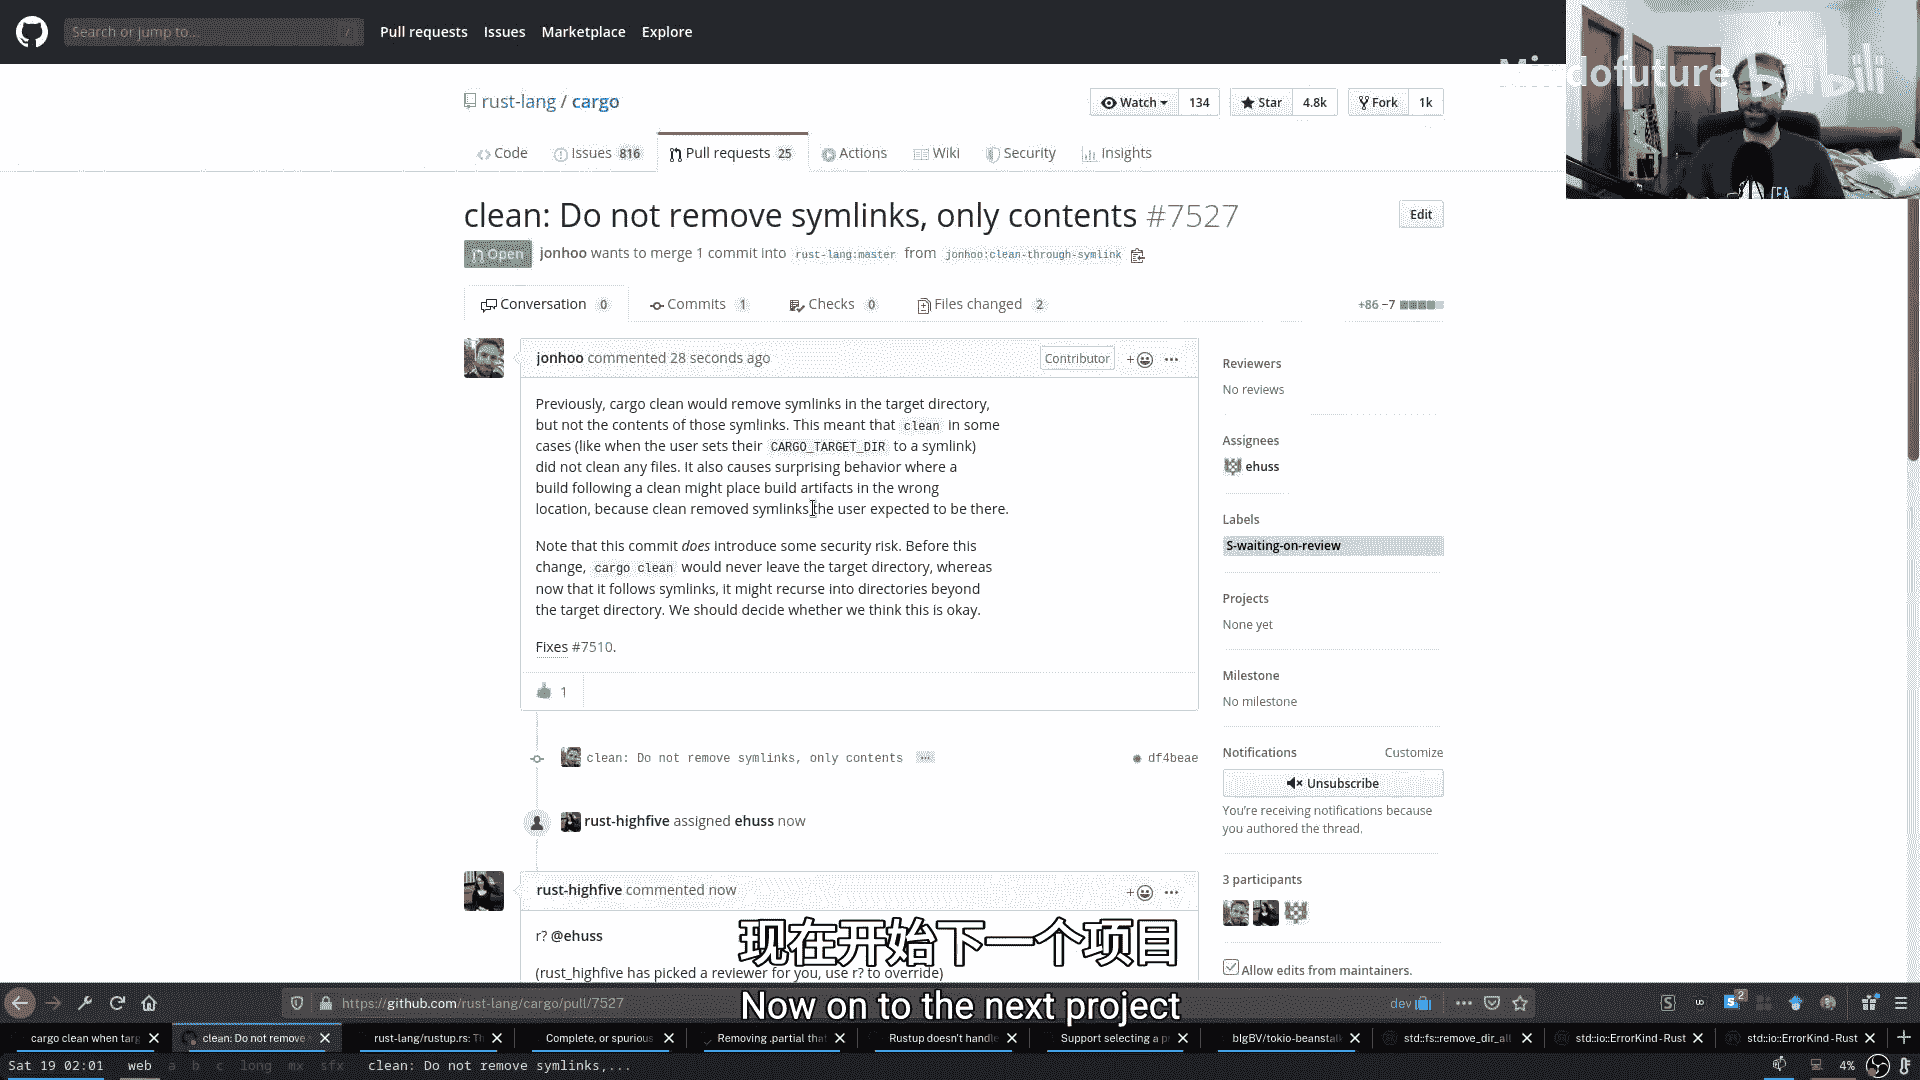 Search or jump to...
/
Pull requests
Issues
Marketplace
Explore
Mindofuture
bilibili
rust-lang / cargo
Watch 134
Star 4.8k
Fork 1k
Code
Issues 816
Pull requests 25
Actions
Wiki
Security
Insights
clean: Do not remove symlinks, only contents #7527
Edit
Open
jonhoo wants to merge 1 commit into rust-lang:master from jonhoo:clean-through-symlink
Conversation 0
Commits 1
Checks 0
Files changed 2
+86 −7
jonhoo commented 28 seconds ago
Contributor
Previously, cargo clean would remove symlinks in the target directory,
but not the contents of those symlinks. This meant that clean in some
cases (like when the user sets their CARGO_TARGET_DIR to a symlink)
did not clean any files. It also causes surprising behavior where a
build following a clean might place build artifacts in the wrong
location, because clean removed symlinks the user expected to be there.
Note that this commit does introduce some security risk. Before this
change, cargo clean would never leave the target directory, whereas
now that it follows symlinks, it might recurse into directories beyond
the target directory. We should decide whether we think this is okay.
Fixes #7510.
1
clean: Do not remove symlinks, only contents
df4beae
rust-highfive assigned ehuss now
rust-highfive commented now
r? @ehuss
(rust_highfive has picked a reviewer for you, use r? to override)
Reviewers
No reviews
Assignees
ehuss
Labels
S-waiting-on-review
Projects
None yet
Milestone
No milestone
Notifications
Customize
Unsubscribe
You're receiving notifications because
you authored the thread.
3 participants
Allow edits from maintainers.
现在开始下一个项目
Now on to the next project
https://github.com/rust-lang/cargo/pull/7527
dev
2
cargo clean when targ
clean: Do not remove
rust-lang/rustup.rs: Th
Complete, or spurious
Removing .partial that
Rustup doesn't handle
Support selecting a pr
bIgBV/tokio-beanstalk
std::fs::remove_dir_all
std::io::ErrorKind - Rust
std::io::ErrorKind - Rust
Sat 19 02:01
web
a
b
c
long
mx
sfx
clean: Do not remove symlinks,...
4%